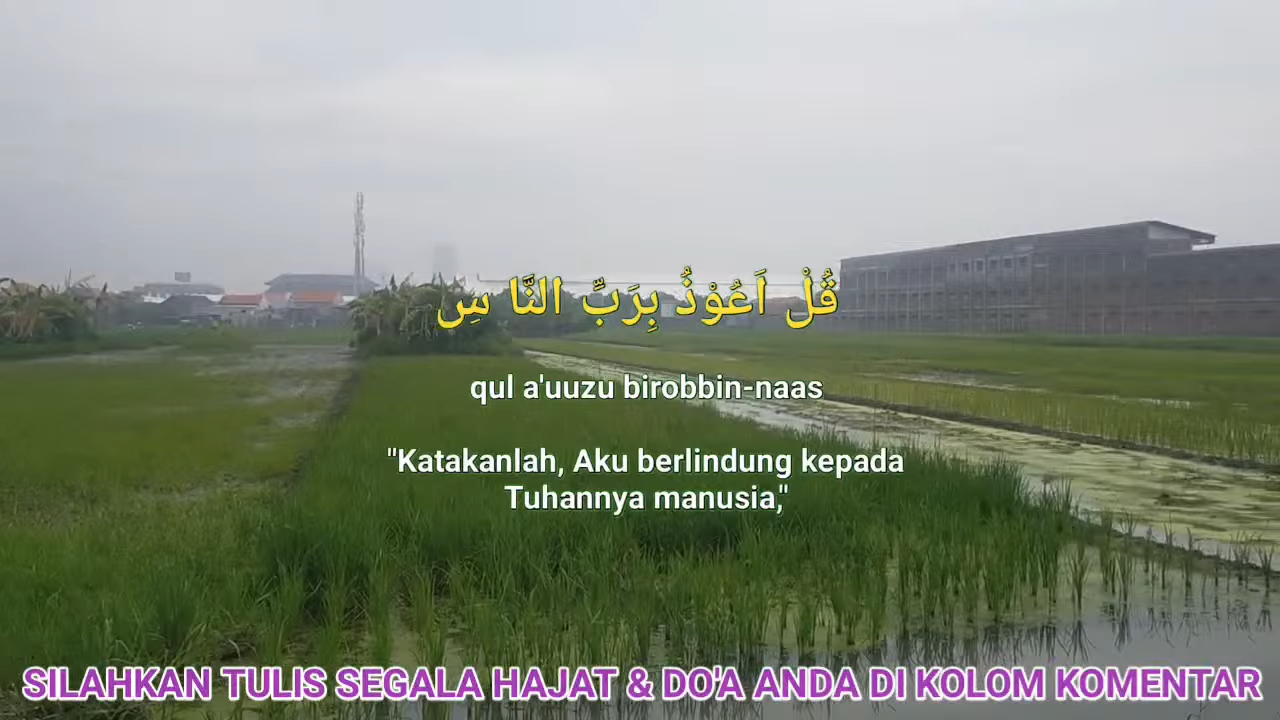 قُلْ اَعُوْذُ بِرَبِّ النَّا سِ
qul a'uuzu birobbin-naas
"Katakanlah, Aku berlindung kepada
Tuhannya manusia,"
SILAHKAN TULIS SEGALA HAJAT & DO'A ANDA DI KOLOM KOMENTAR